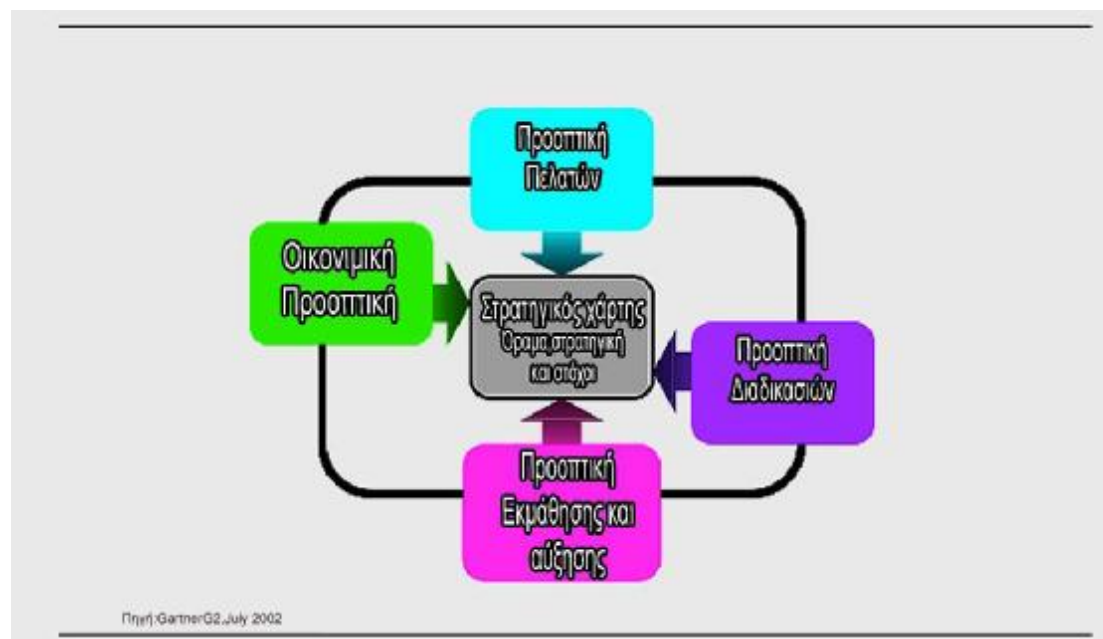 Προοπτική
Πελατών
Οικονιμική
Προοπτική
Στρατηγικός χάρτης
Όραμα,στρατηγική
και στόχοι
Προοπτική
Διαδικασιών
Προοπτική
Εκμάθησης και
αύξησης
Πηγή:GartnerG2,July 2002